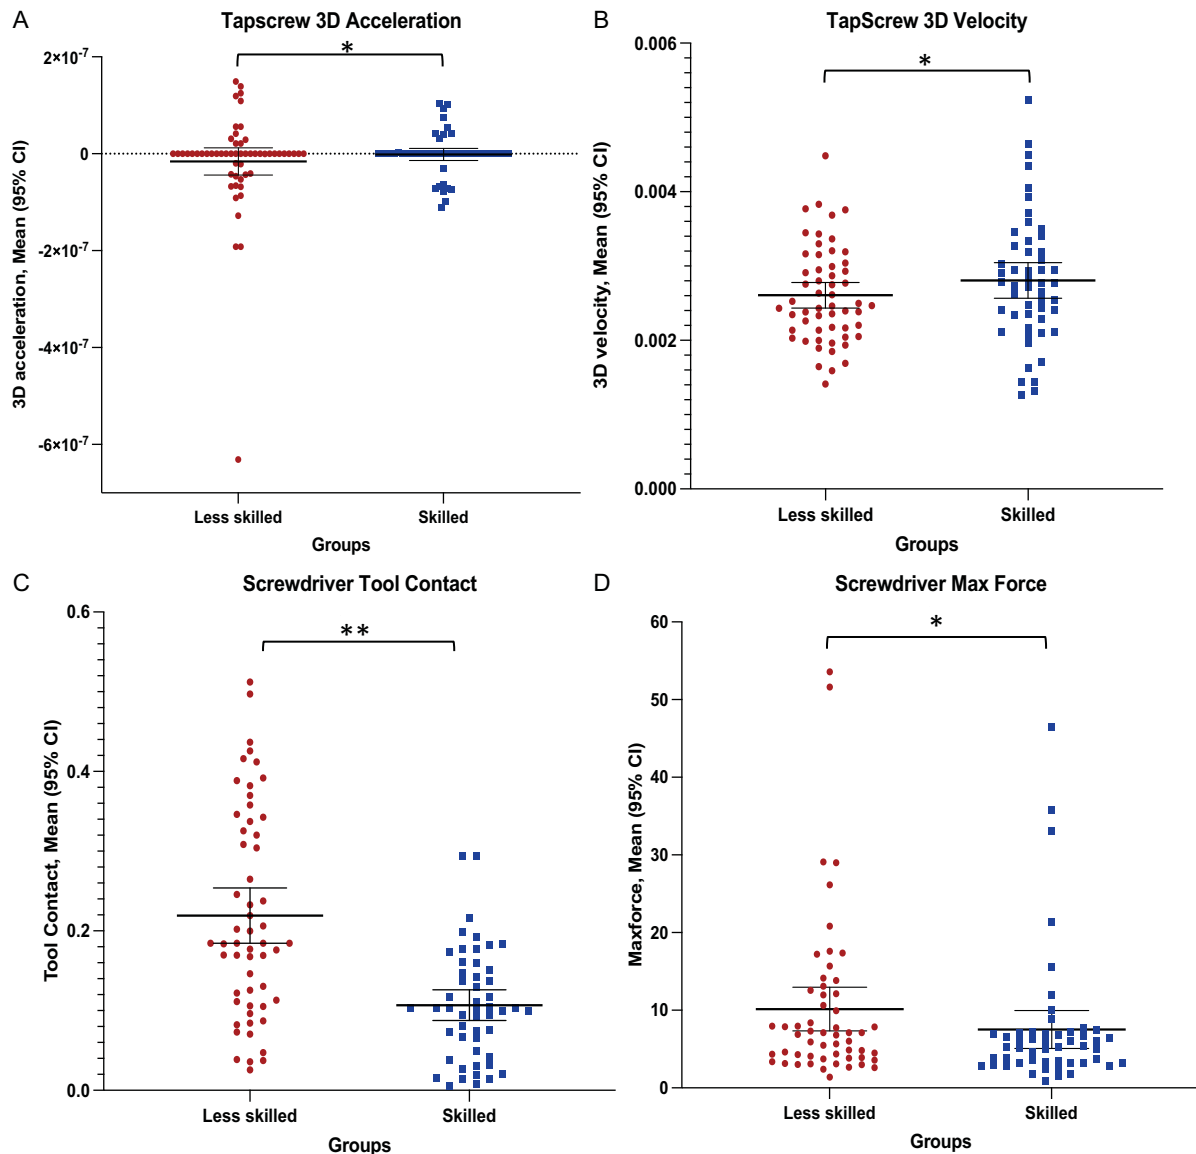 A
Tapscrew 3D Acceleration
2×10⁻⁷
0
-2×10⁻⁷
-4×10⁻⁷
-6×10⁻⁷
3D acceleration, Mean (95% CI)
*
Less skilled
Skilled
Groups
B
TapScrew 3D Velocity
0.006
0.004
0.002
0.000
3D velocity, Mean (95% CI)
*
Less skilled
Skilled
Groups
C
Screwdriver Tool Contact
0.6
0.4
0.2
0.0
Tool Contact, Mean (95% CI)
**
Less skilled
Skilled
Groups
D
Screwdriver Max Force
60
50
40
30
20
10
0
Maxforce, Mean (95% CI)
*
Less skilled
Skilled
Groups